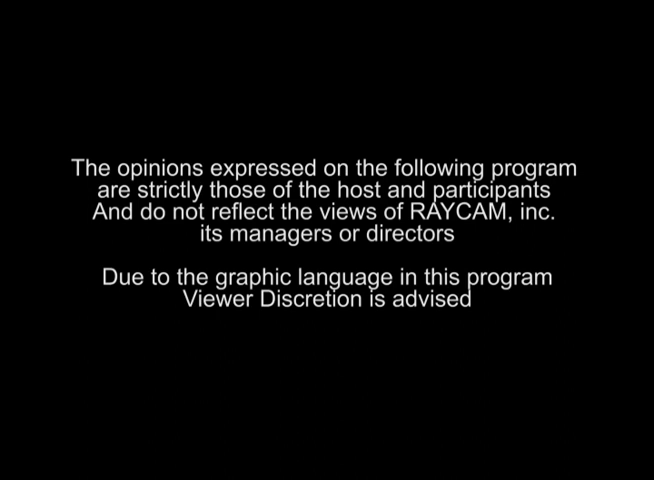 The opinions expressed on the following program
are strictly those of the host and participants
And do not reflect the views of RAYCAM, inc.
its managers or directors
Due to the graphic language in this program
Viewer Discretion is advised